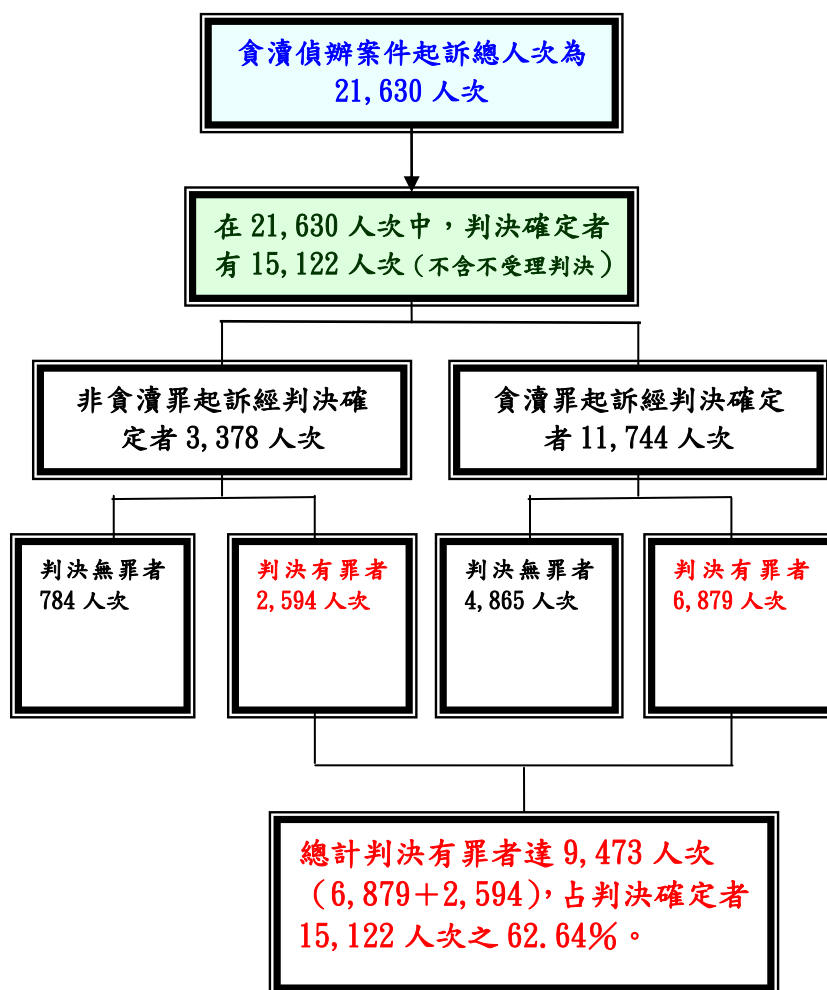 貪瀆偵辦案件起訴總人次為
21,630 人次
在 21,630 人次中，判決確定者
有 15,122 人次（不含不受理判決）
非貪瀆罪起訴經判決確
定者 3,378 人次
貪瀆罪起訴經判決確定
者 11,744 人次
判決無罪者
784 人次
判決有罪者
2,594 人次
判決無罪者
4,865 人次
判決有罪者
6,879 人次
總計判決有罪者達 9,473 人次
（6,879＋2,594），占判決確定者
15,122 人次之 62.64％。